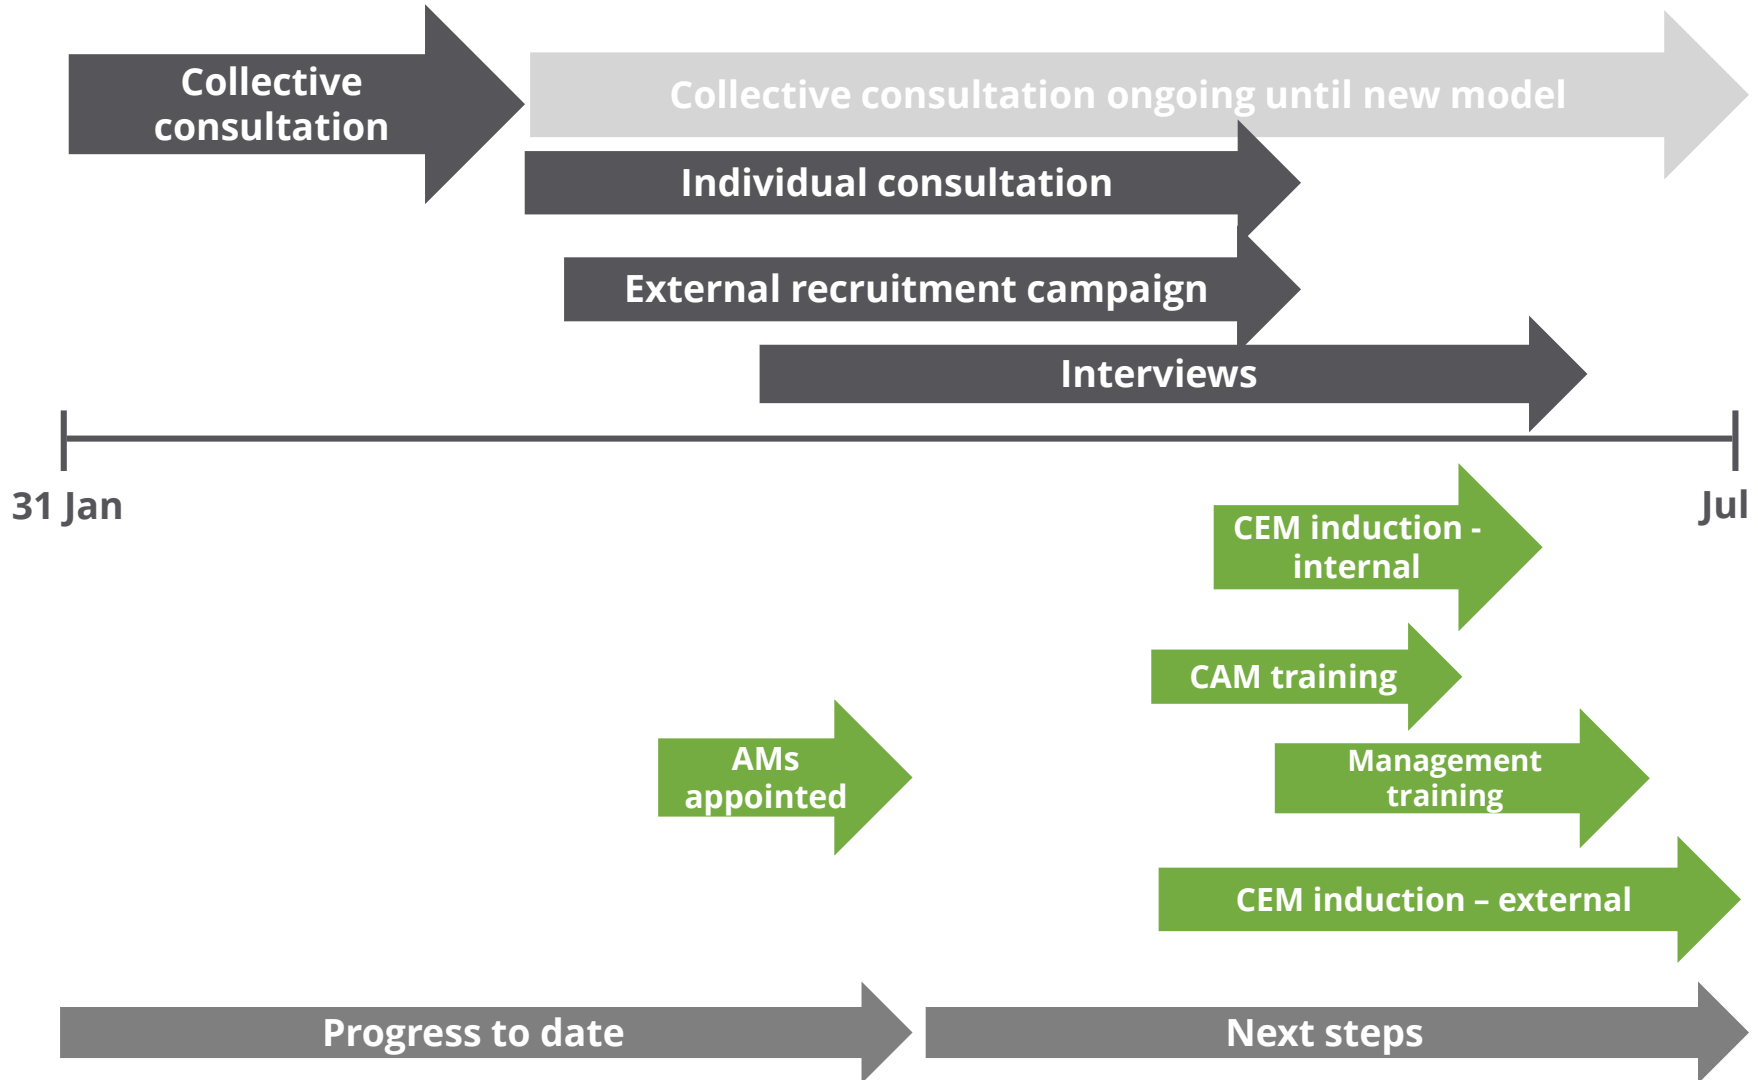 Collective
consultation
Collective consultation ongoing until new model
Individual consultation
External recruitment campaign
Interviews
31 Jan
Jul
CEM induction -
internal
CAM training
AMs
appointed
Management
training
CEM induction – external
Progress to date
Next steps